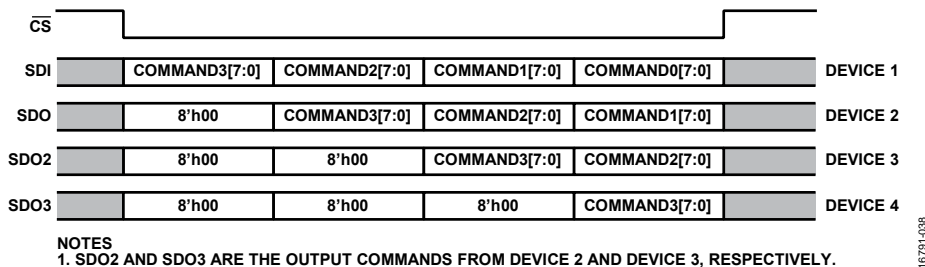 CS
SDI COMMAND3[7:0] COMMAND2[7:0] COMMAND1[7:0] COMMAND0[7:0] DEVICE 1
SDO 8'h00 COMMAND3[7:0] COMMAND2[7:0] COMMAND1[7:0] DEVICE 2
SDO2 8'h00 8'h00 COMMAND3[7:0] COMMAND2[7:0] DEVICE 3
SDO3 8'h00 8'h00 8'h00 COMMAND3[7:0] DEVICE 4
NOTES
1. SDO2 AND SDO3 ARE THE OUTPUT COMMANDS FROM DEVICE 2 AND DEVICE 3, RESPECTIVELY.
16791-038